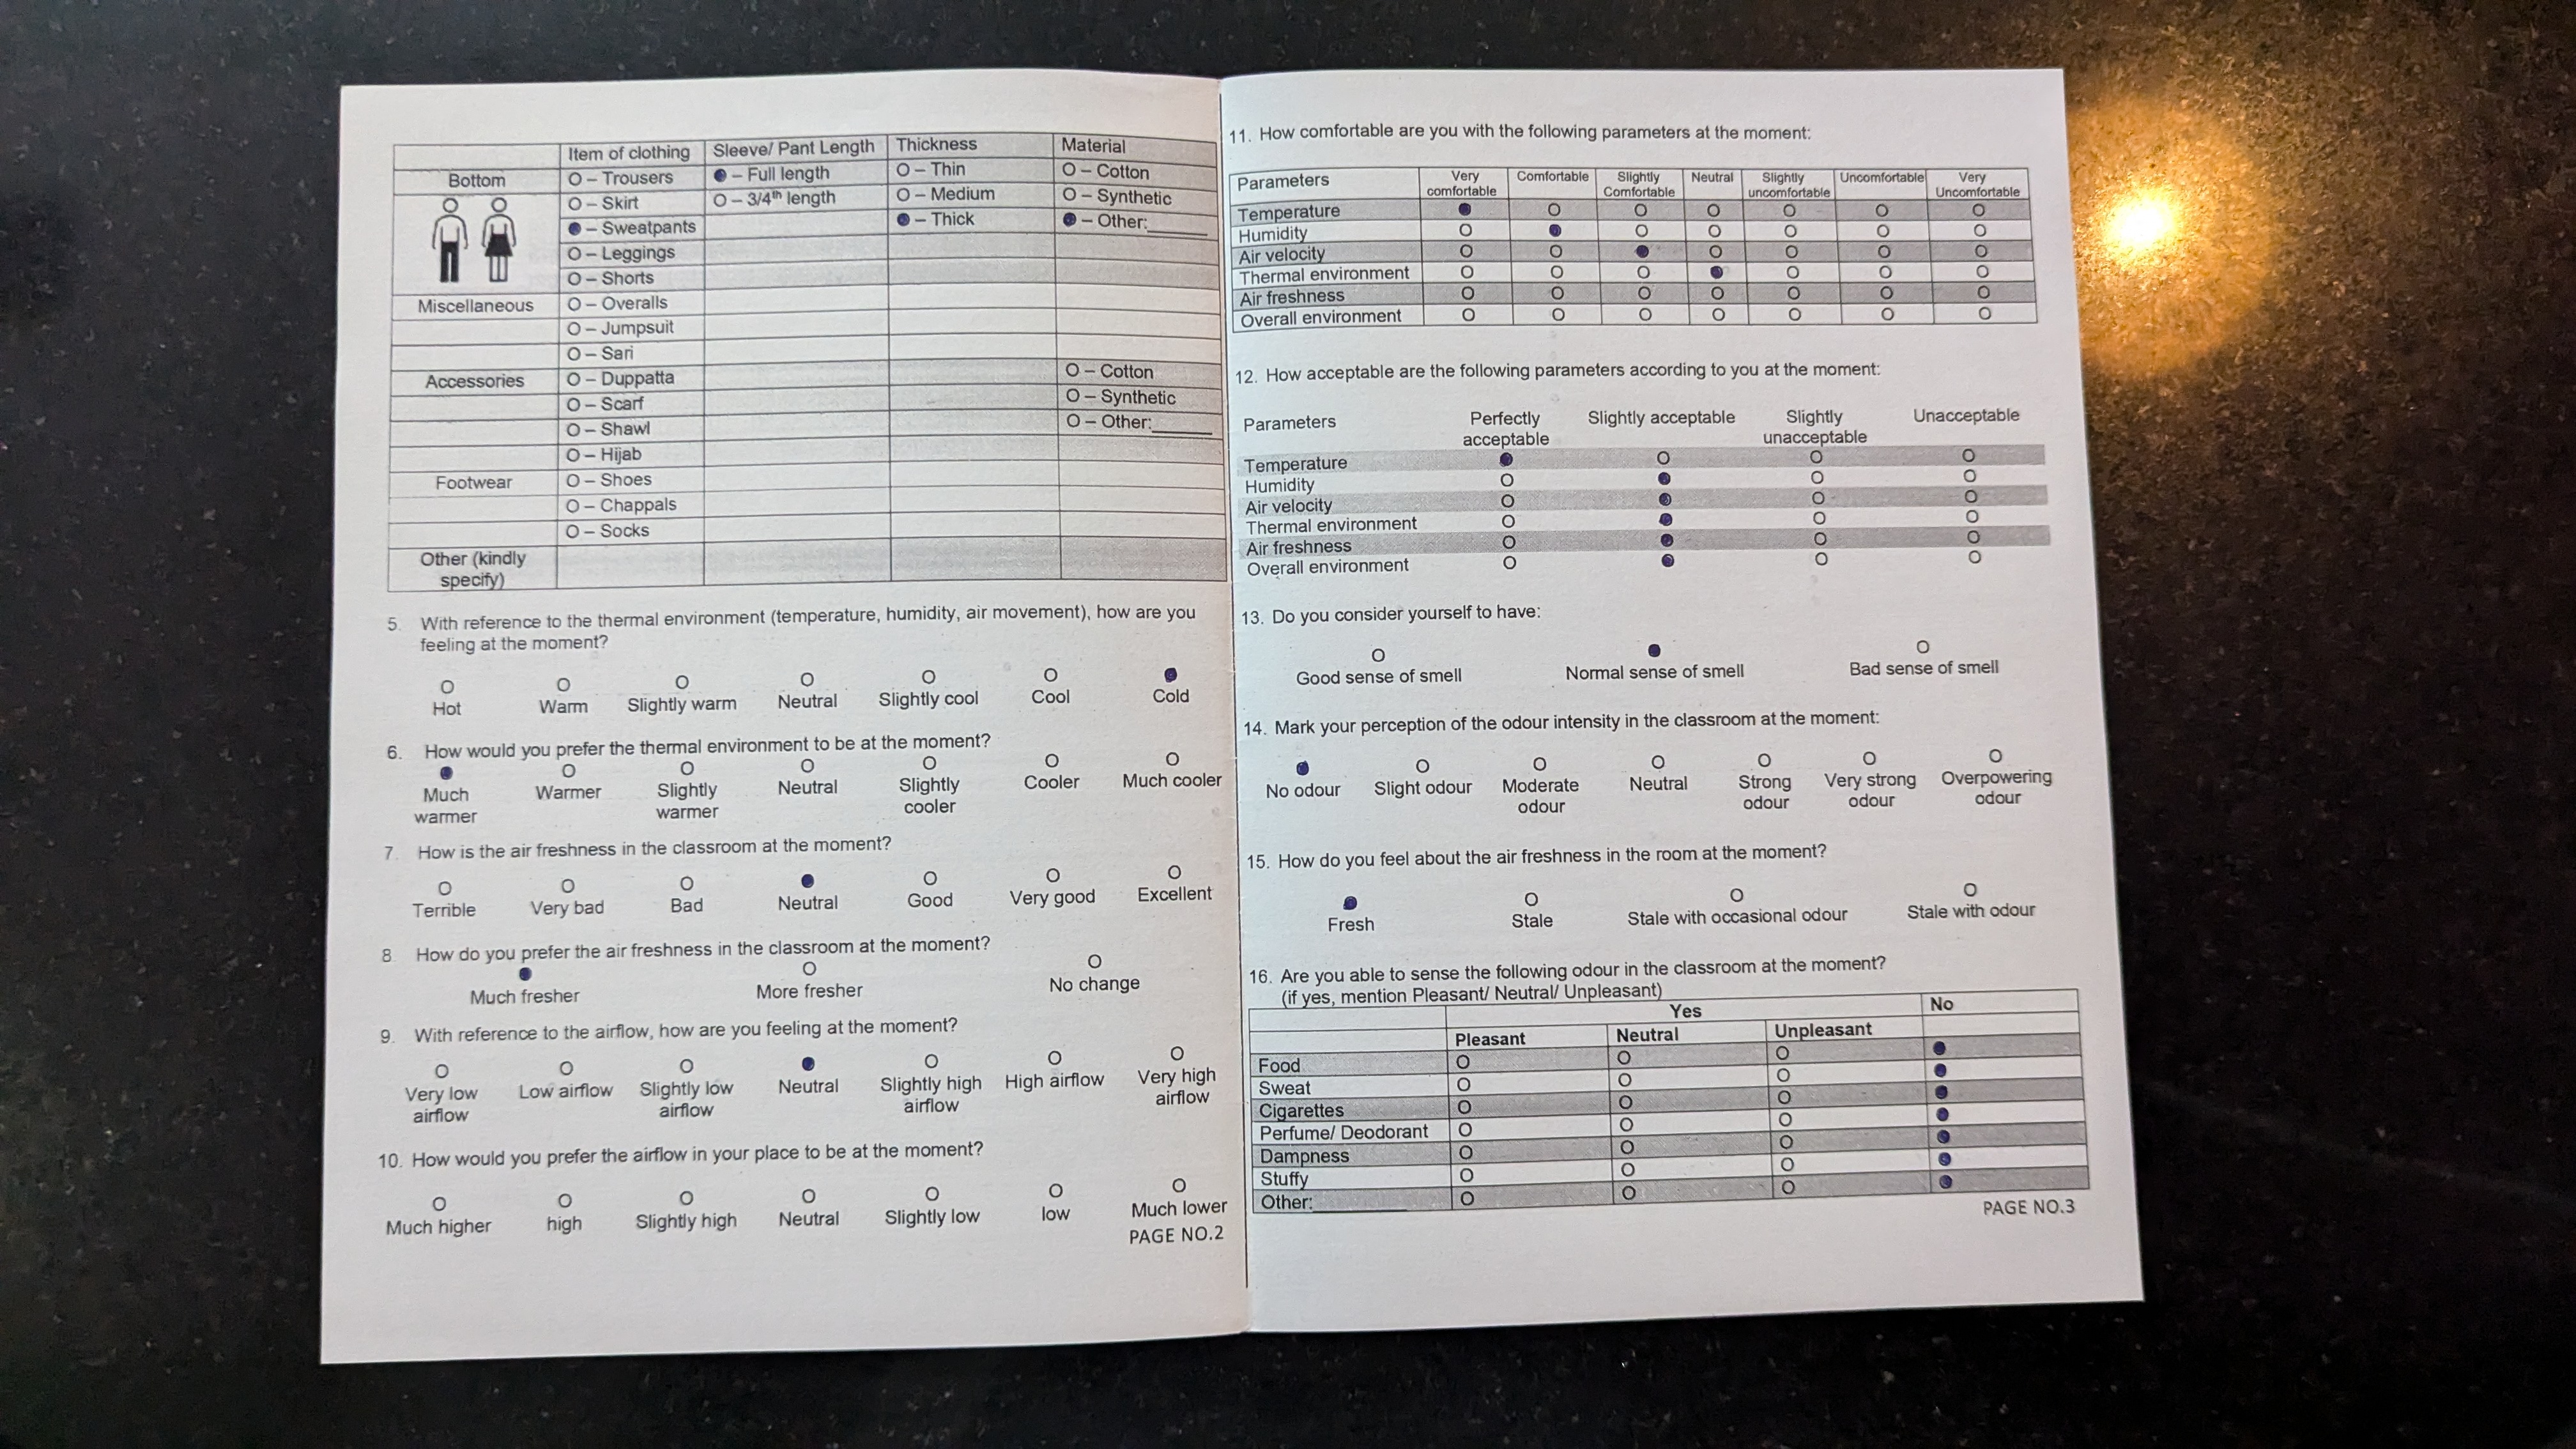 Item of clothing Sleeve/ Pant Length Thickness Material
Bottom O – Trousers ● – Full length O – Thin O – Cotton
O – Skirt O – 3/4th length O – Medium O – Synthetic
● – Sweatpants ● – Thick ● – Other:______
O – Leggings
O – Shorts
Miscellaneous O – Overalls
O – Jumpsuit
O – Sari
Accessories O – Duppatta O – Cotton
O – Scarf O – Synthetic
O – Shawl O – Other:______
O – Hijab
Footwear O – Shoes
O – Chappals
O – Socks
Other (kindly
specify)
5. With reference to the thermal environment (temperature, humidity, air movement), how are you
feeling at the moment?
O O O O O O ●
Hot Warm Slightly warm Neutral Slightly cool Cool Cold
6. How would you prefer the thermal environment to be at the moment?
● O O O O O O
Much Warmer Slightly Neutral Slightly Cooler Much cooler
warmer warmer cooler
7. How is the air freshness in the classroom at the moment?
O O O ● O O O
Terrible Very bad Bad Neutral Good Very good Excellent
8 How do you prefer the air freshness in the classroom at the moment?
● O O
Much fresher More fresher No change
9. With reference to the airflow, how are you feeling at the moment?
O O O ● O O O
Very low Low airflow Slightly low Neutral Slightly high High airflow Very high
airflow airflow airflow airflow
10. How would you prefer the airflow in your place to be at the moment?
O O O O O O O
Much higher high Slightly high Neutral Slightly low low Much lower
PAGE NO.2
11. How comfortable are you with the following parameters at the moment:
Parameters Very Comfortable Slightly Neutral Slightly Uncomfortable Very
comfortable Comfortable uncomfortable Uncomfortable
Temperature ● O O O O O O
Humidity O ● O O O O O
Air velocity O O ● O O O O
Thermal environment O O O ● O O O
Air freshness O O O O O O O
Overall environment O O O O O O O
12. How acceptable are the following parameters according to you at the moment:
Parameters Perfectly Slightly acceptable Slightly Unacceptable
acceptable unacceptable
Temperature ● O O O
Humidity O ● O O
Air velocity O ● O O
Thermal environment O ● O O
Air freshness O ● O O
Overall environment O ● O O
13. Do you consider yourself to have:
O ● O
Good sense of smell Normal sense of smell Bad sense of smell
14. Mark your perception of the odour intensity in the classroom at the moment:
● O O O O O O
No odour Slight odour Moderate Neutral Strong Very strong Overpowering
odour odour odour odour
15. How do you feel about the air freshness in the room at the moment?
● O O O
Fresh Stale Stale with occasional odour Stale with odour
16. Are you able to sense the following odour in the classroom at the moment?
(if yes, mention Pleasant/ Neutral/ Unpleasant)
Yes No
Pleasant Neutral Unpleasant
Food O O O ●
Sweat O O O ●
Cigarettes O O O ●
Perfume/ Deodorant O O O ●
Dampness O O O ●
Stuffy O O O ●
Other:________ O O O ●
PAGE NO.3